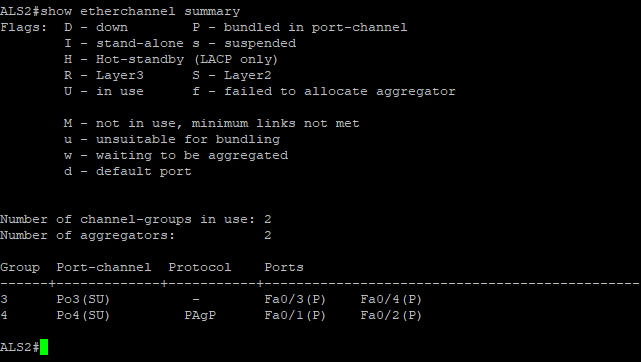 ALS2#show etherchannel summary
Flags:  D - down        P - bundled in port-channel
        I - stand-alone s - suspended
        H - Hot-standby (LACP only)
        R - Layer3      S - Layer2
        U - in use      f - failed to allocate aggregator

        M - not in use, minimum links not met
        u - unsuitable for bundling
        w - waiting to be aggregated
        d - default port


Number of channel-groups in use: 2
Number of aggregators:           2

Group  Port-channel  Protocol    Ports
------+-------------+-----------+-----------------------------------------------
3      Po3(SU)          -        Fa0/3(P)    Fa0/4(P)
4      Po4(SU)         PAgP      Fa0/1(P)    Fa0/2(P)

ALS2#